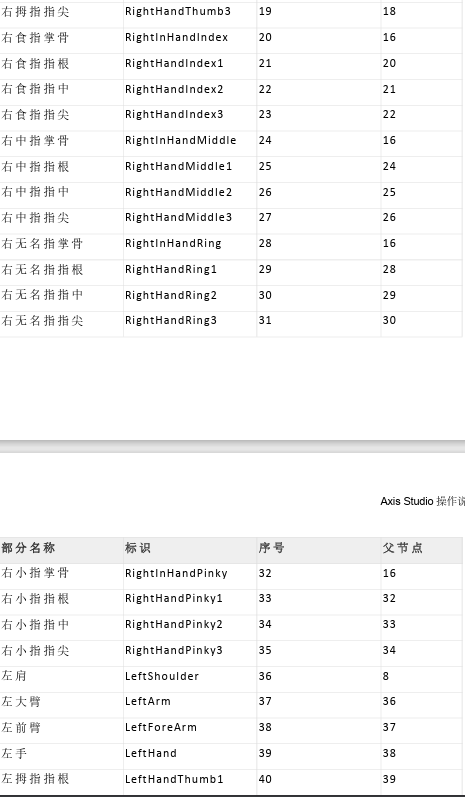 右拇指指尖 RightHandThumb3 19 18
右食指掌骨 RightInHandIndex 20 16
右食指指根 RightHandIndex1 21 20
右食指指中 RightHandIndex2 22 21
右食指指尖 RightHandIndex3 23 22
右中指掌骨 RightInHandMiddle 24 16
右中指指根 RightHandMiddle1 25 24
右中指指中 RightHandMiddle2 26 25
右中指指尖 RightHandMiddle3 27 26
右无名指掌骨 RightInHandRing 28 16
右无名指指根 RightHandRing1 29 28
右无名指指中 RightHandRing2 30 29
右无名指指尖 RightHandRing3 31 30
Axis Studio 操作说
部分名称 标识 序号 父节点
右小指掌骨 RightInHandPinky 32 16
右小指指根 RightHandPinky1 33 32
右小指指中 RightHandPinky2 34 33
右小指指尖 RightHandPinky3 35 34
左肩 LeftShoulder 36 8
左大臂 LeftArm 37 36
左前臂 LeftForeArm 38 37
左手 LeftHand 39 38
左拇指指根 LeftHandThumb1 40 39